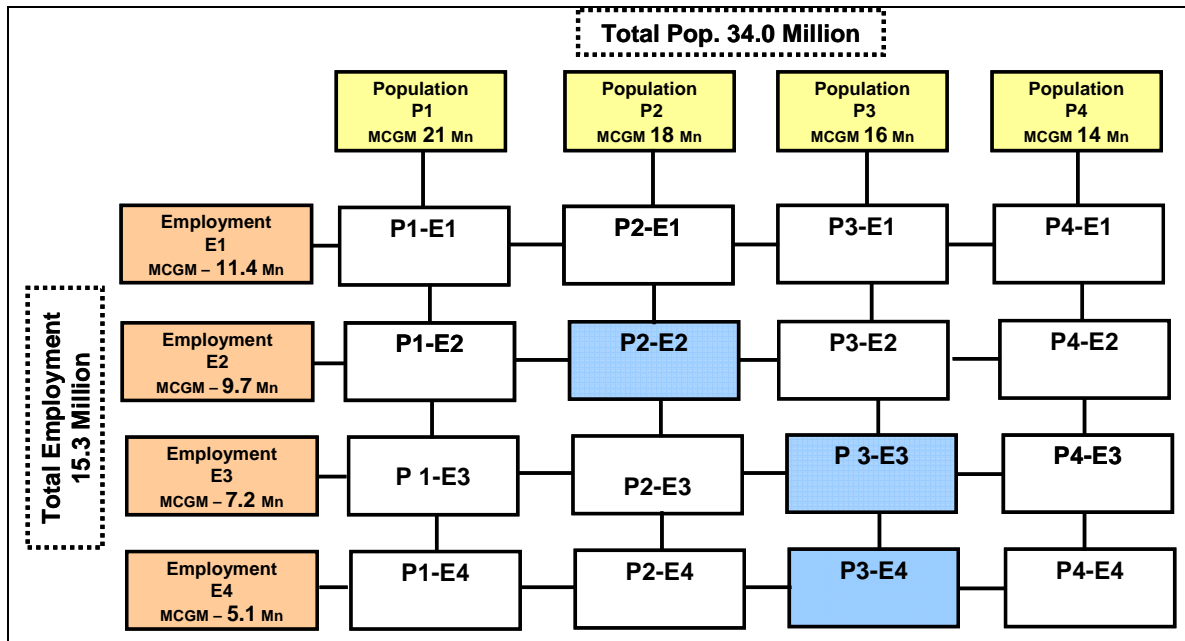 Total Pop. 34.0 Million
Population
P1
MCGM 21 Mn
Population
P2
MCGM 18 Mn
Population
P3
MCGM 16 Mn
Population
P4
MCGM 14 Mn
Total Employment
15.3 Million
Employment
E1
MCGM – 11.4 Mn
P1-E1
P2-E1
P3-E1
P4-E1
Employment
E2
MCGM – 9.7 Mn
P1-E2
P2-E2
P3-E2
P4-E2
Employment
E3
MCGM – 7.2 Mn
P 1-E3
P2-E3
P 3-E3
P4-E3
Employment
E4
MCGM – 5.1 Mn
P1-E4
P2-E4
P3-E4
P4-E4